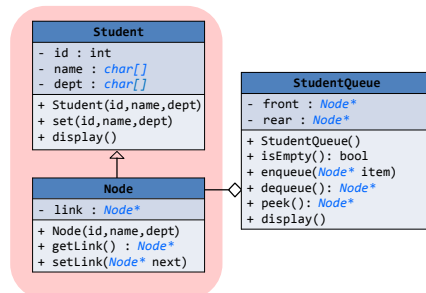 Student
- id : int
- name : char[]
- dept : char[]
+ Student(id,name,dept)
+ set(id,name,dept)
+ display()
Node
- link : Node*
+ Node(id,name,dept)
+ getLink() : Node*
+ setLink(Node* next)
StudentQueue
- front : Node*
- rear : Node*
+ StudentQueue()
+ isEmpty(): bool
+ enqueue(Node* item)
+ dequeue(): Node*
+ peek(): Node*
+ display()